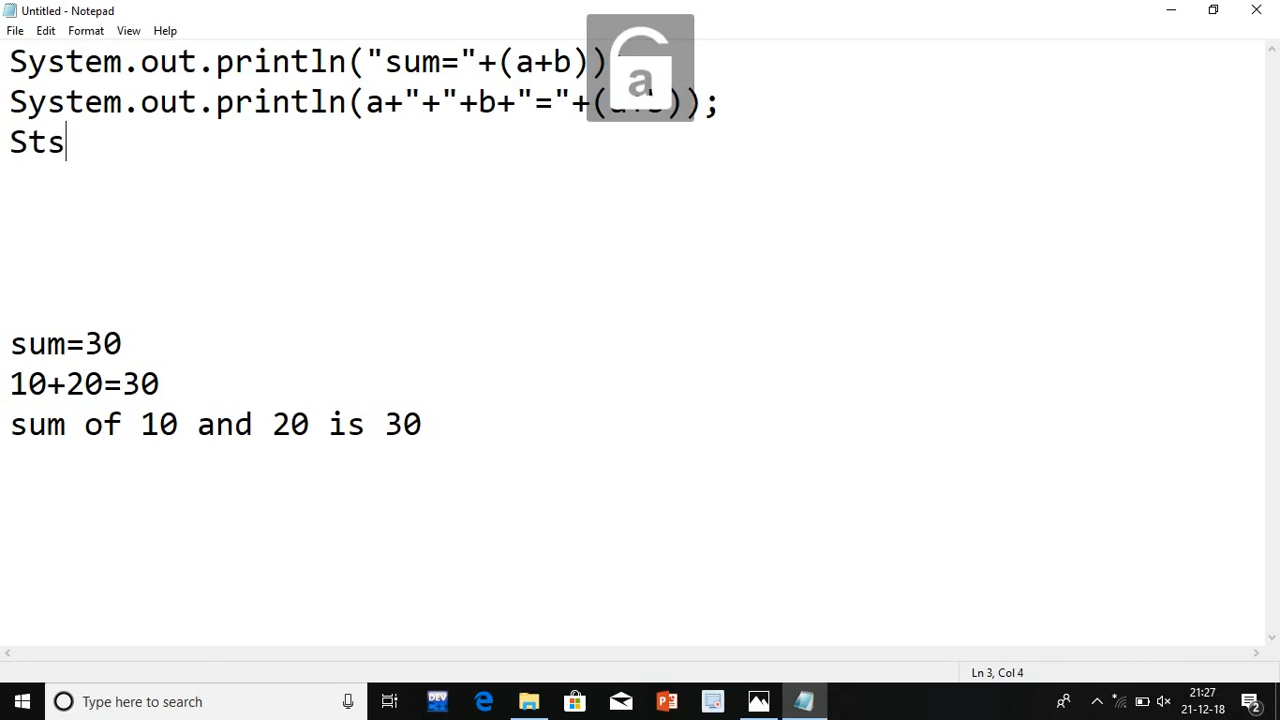 Untitled - Notepad
File Edit Format View Help
System.out.println("sum="+(a+b))
a
System.out.println(a+"+"+b+"="+(a+b));
Sts
sum=30
10+20=30
sum of 10 and 20 is 30
Ln 3, Col 4
DEV
Type here to search
21:27
21-12-18
2